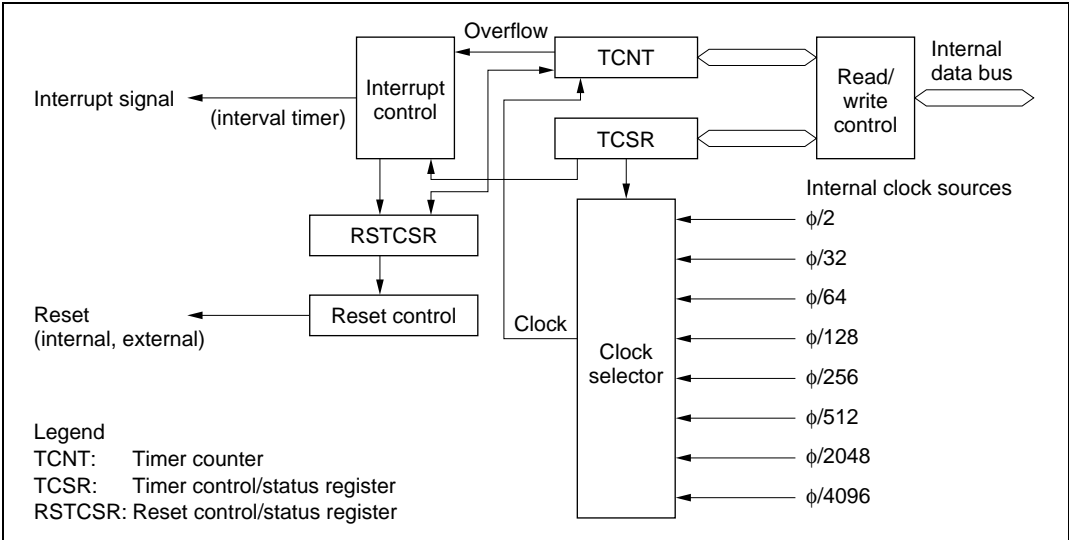 Overflow
TCNT
Internal
data bus
Read/
write
control
Interrupt
control
Interrupt signal
(interval timer)
TCSR
Internal clock sources
RSTCSR
ϕ/2
ϕ/32
ϕ/64
Reset
(internal, external)
Reset control
Clock
Clock
selector
ϕ/128
ϕ/256
ϕ/512
ϕ/2048
ϕ/4096
Legend
TCNT: Timer counter
TCSR: Timer control/status register
RSTCSR: Reset control/status register